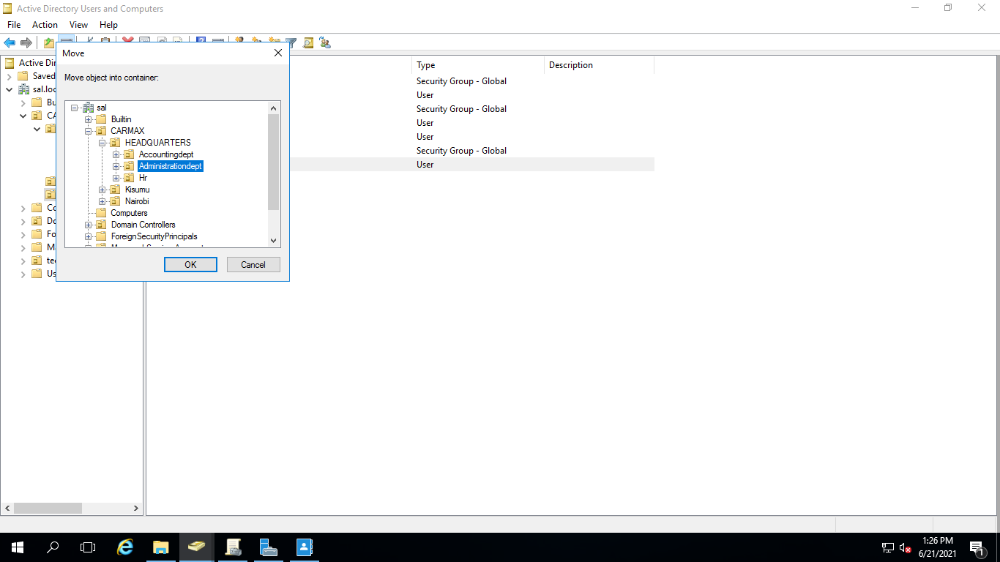 Active Directory Users and Computers
File Action View Help
Move
Move object into container:
sal
Builtin
CARMAX
HEADQUARTERS
Accountingdept
Administrationdept
Hr
Kisumu
Nairobi
Computers
Domain Controllers
ForeignSecurityPrincipals
OK Cancel
Active Dir
Saved
sal.loc
Bu
CA
Co
Do
Fo
M
tec
Us
Type Description
Security Group - Global
User
Security Group - Global
User
User
Security Group - Global
User
1:26 PM
6/21/2021
1